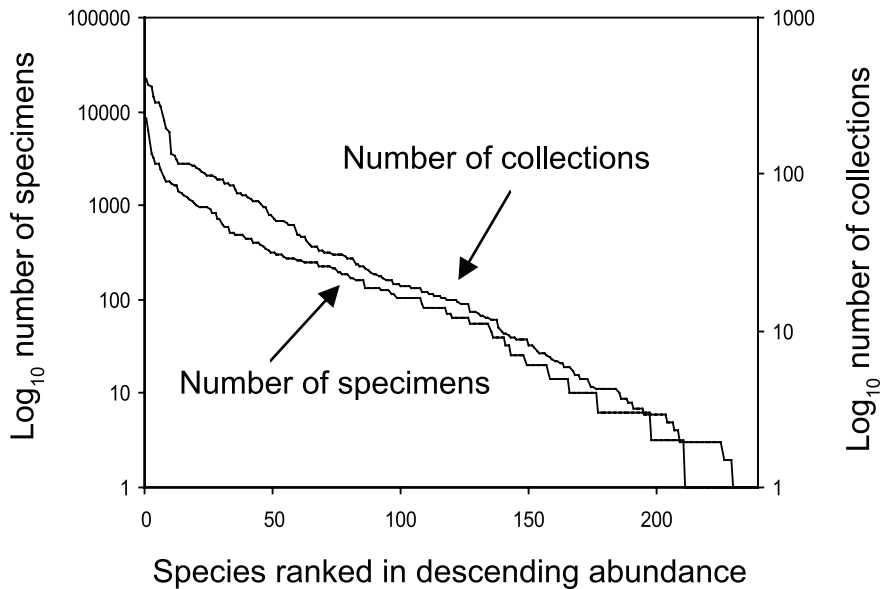 100000
10000
1000
100
10
1
Log10 number of specimens
1000
100
10
1
Log10 number of collections
Number of collections
Number of specimens
0 50 100 150 200
Species ranked in descending abundance